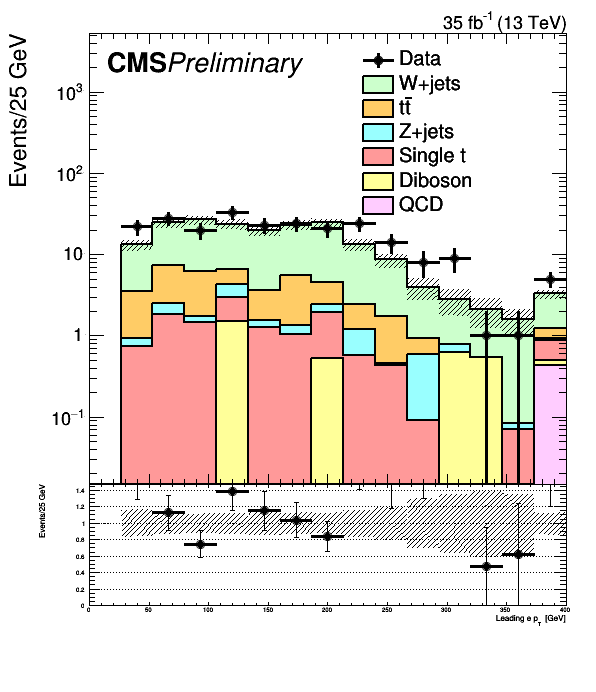 35 fb⁻¹ (13 TeV)
CMS Preliminary
Events/25 GeV
10³
10²
10
1
10⁻¹
Data
W+jets
tt̄
Z+jets
Single t
Diboson
QCD
Events/25 GeV
1.4
1.2
1
0.8
0.6
0.4
0.2
0
0 50 100 150 200 250 300 350 400
Leading e p_T [GeV]